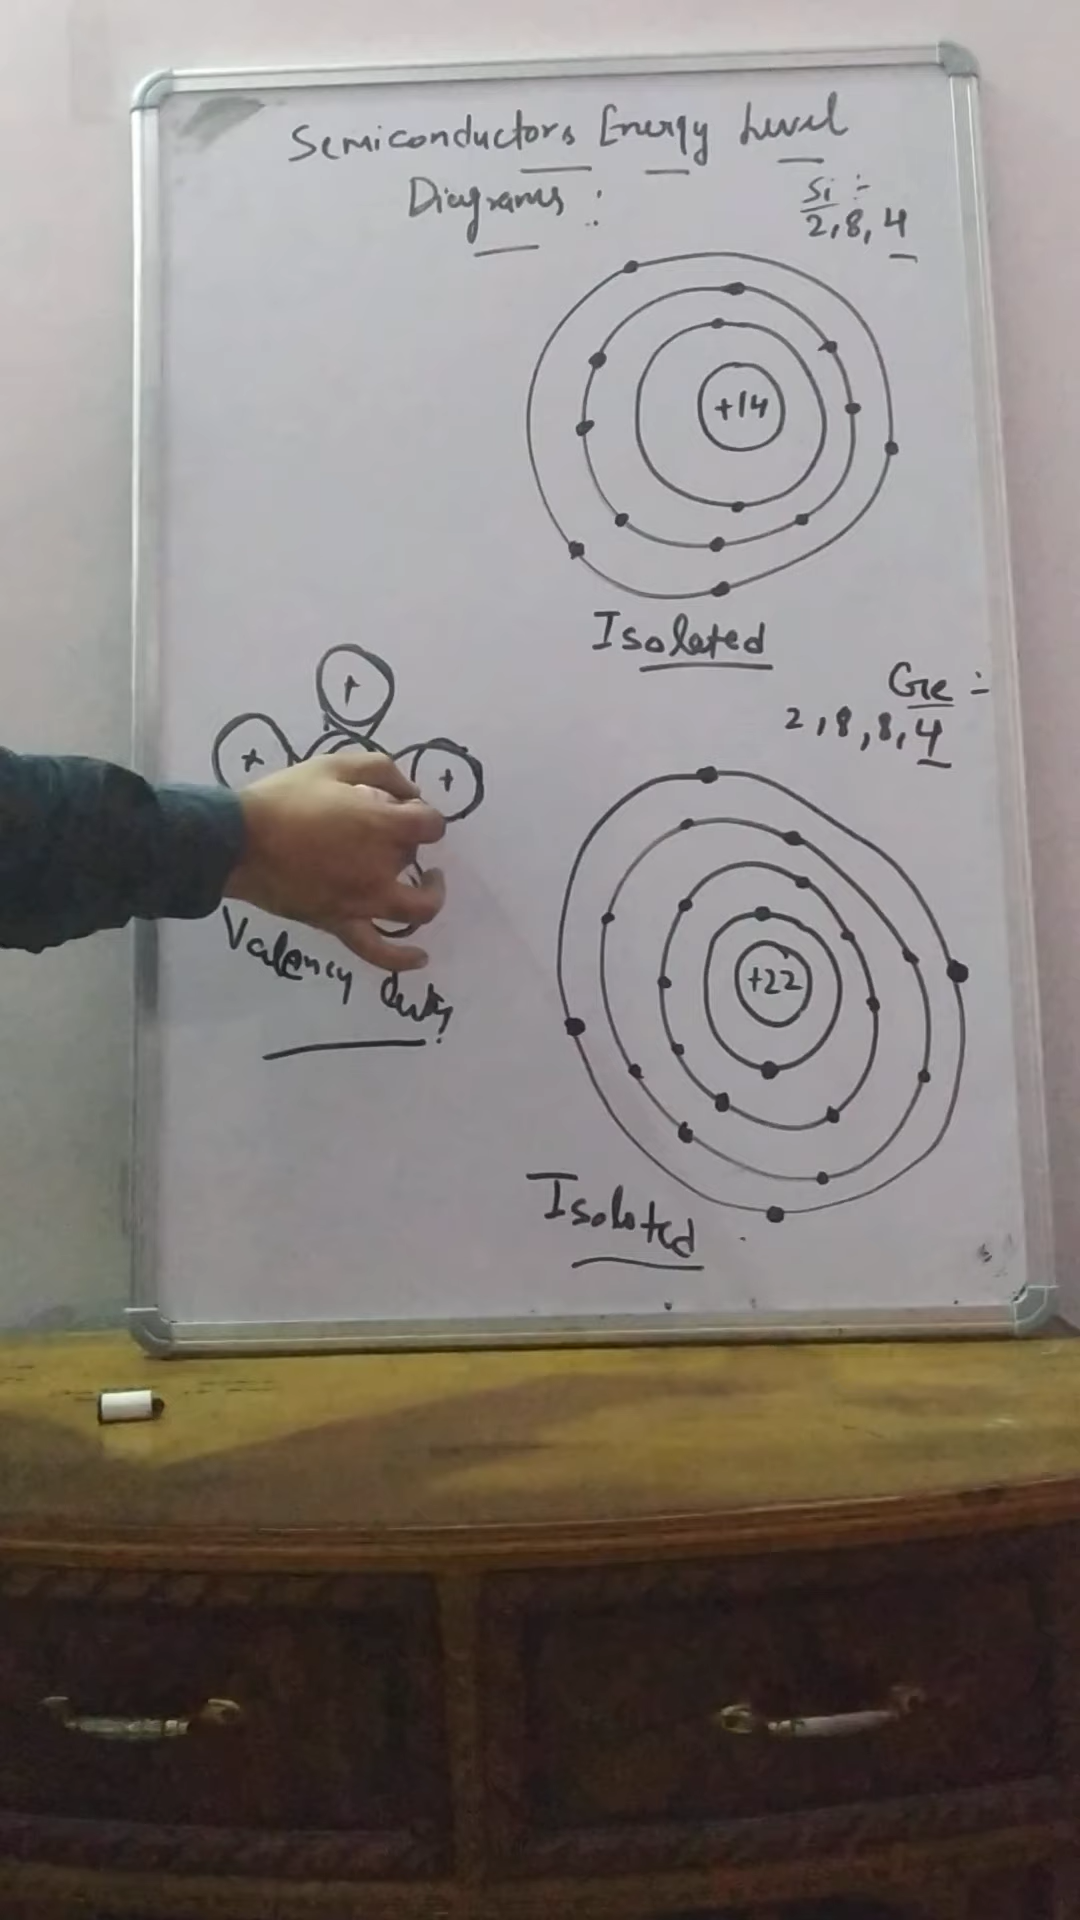 Semiconductors Energy Level
Diagrams :
Si :-
2,8,4
+14
Isolated
+
+
+
Valency
Ge :-
2,8,8,4
+22
Isolated